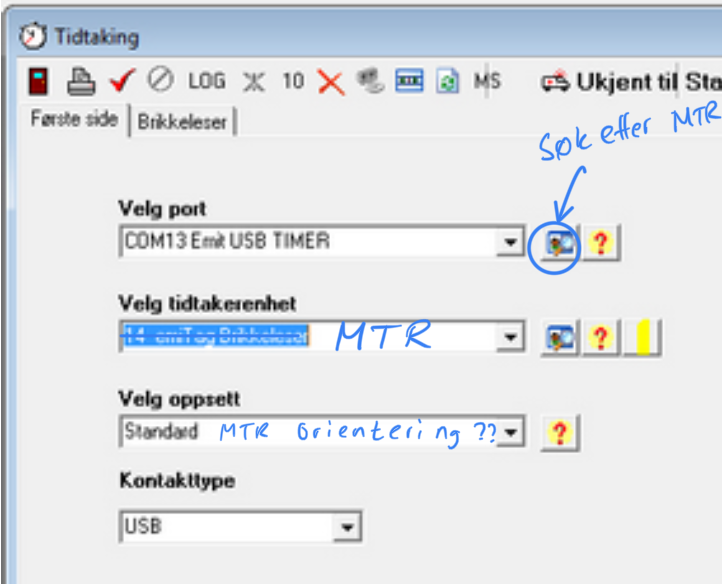 Tidtaking
LOG 10 MS Ukjent til Sta
Første side Brikkeleser
Søk etter MTR
Velg port
COM13 Emit USB TIMER
?
Velg tidtakerenhet
14 emiTag Brikkeleser MTR
?
Velg oppsett
Standard MTR Orientering ??
?
Kontakttype
USB